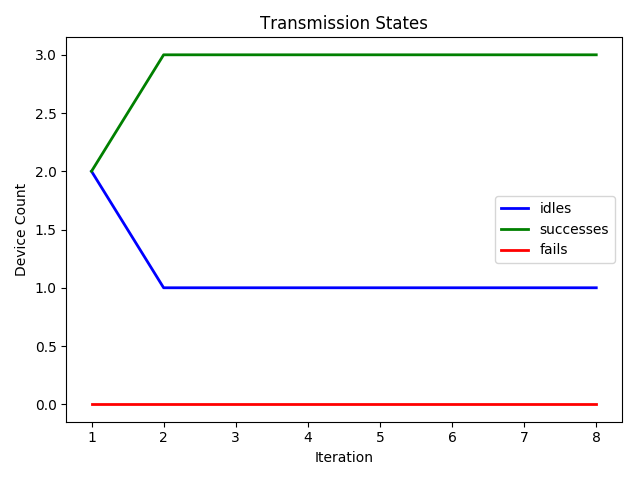 Transmission States
Device Count
3.0
2.5
2.0
1.5
1.0
0.5
0.0
idles
successes
fails
1 2 3 4 5 6 7 8
Iteration